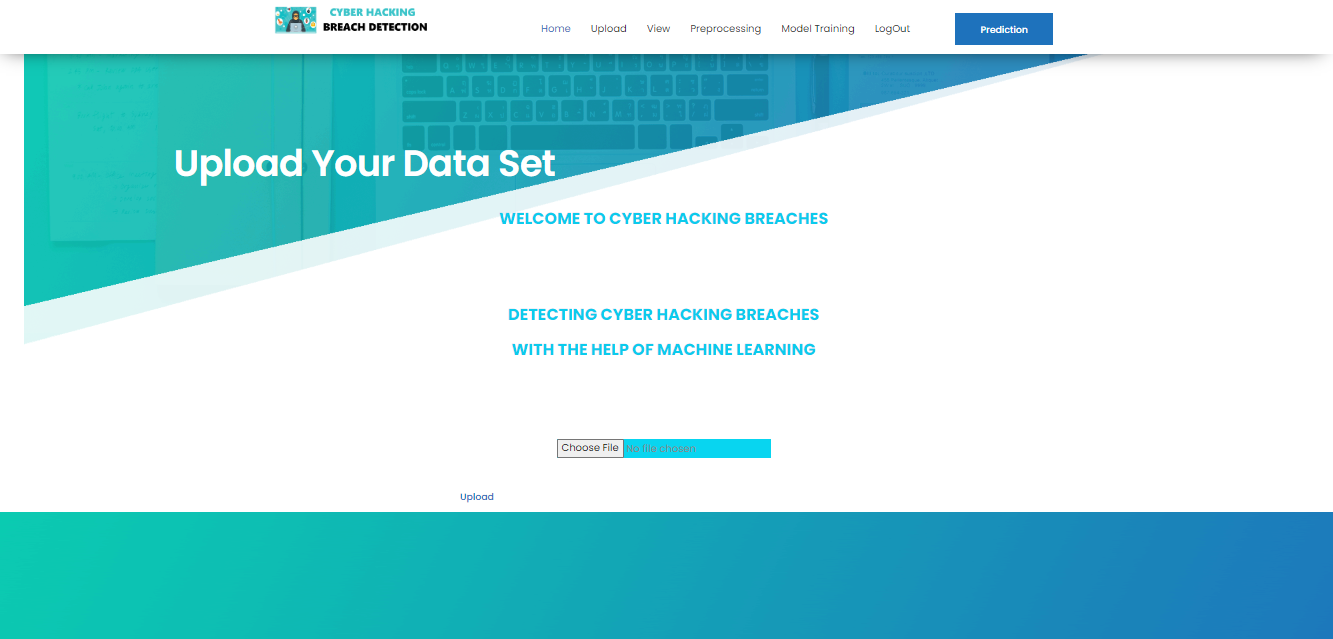 CYBER HACKING
BREACH DETECTION
Home Upload View Preprocessing Model Training LogOut Prediction
Upload Your Data Set
WELCOME TO CYBER HACKING BREACHES
DETECTING CYBER HACKING BREACHES
WITH THE HELP OF MACHINE LEARNING
Choose File No file chosen
Upload